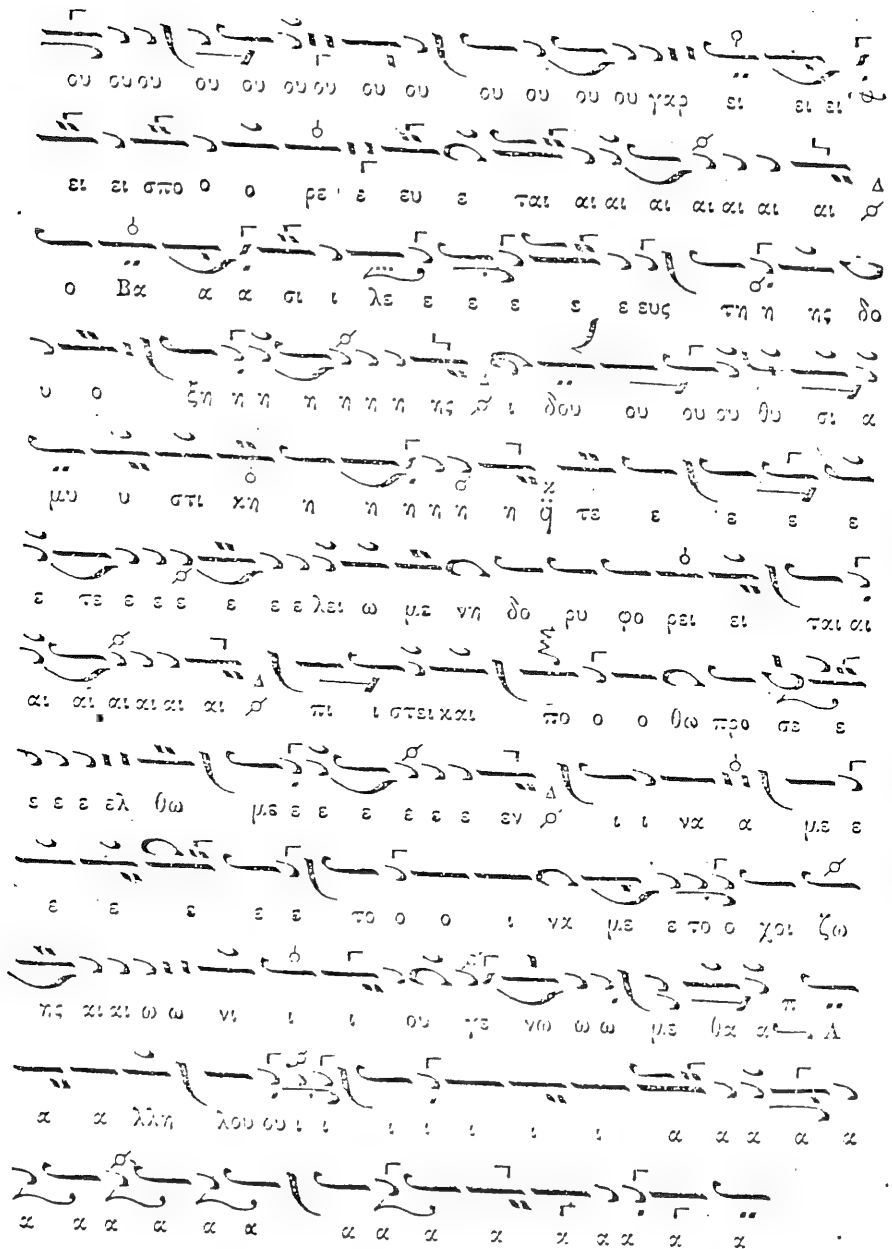 ου ου ου ου ου ου ου ου ου ου ου ου ου γαρ ει ει ει
ει ει σπο ο ο ρε ε ευ ε ται αι αι αι αι αι αι αι Δ
ο Βα α α σι ι λε ε ε ε ε ε ευς τη η ης δο
υ ο ξη η η η η η η ης ι δου ου ου ου θυ σι α
μυ υ στι κη η η η η η η χ q̈ τε ε ε ε ε
ε τε ε ε ε ε ε ε λει ω με νη δο ρυ φο ρει ει ται αι
αι αι αι αι αι αι Δ πι ι στει και πο ο ο θω προ σε ε
ε ε ε ελ θω με ε ε ε ε ε ε εν Δ ι ι να α με ε
ε ε ε ε ε το ο ο ι να με ε το ο χοι ζω
ης αι αι ω ω νι ι ι ου γε νω ω ω με θα α π Α
α α λλη λου ου ι ι ι ι ι ι ι α α α α α
α α α α α α α α α α α α α α α